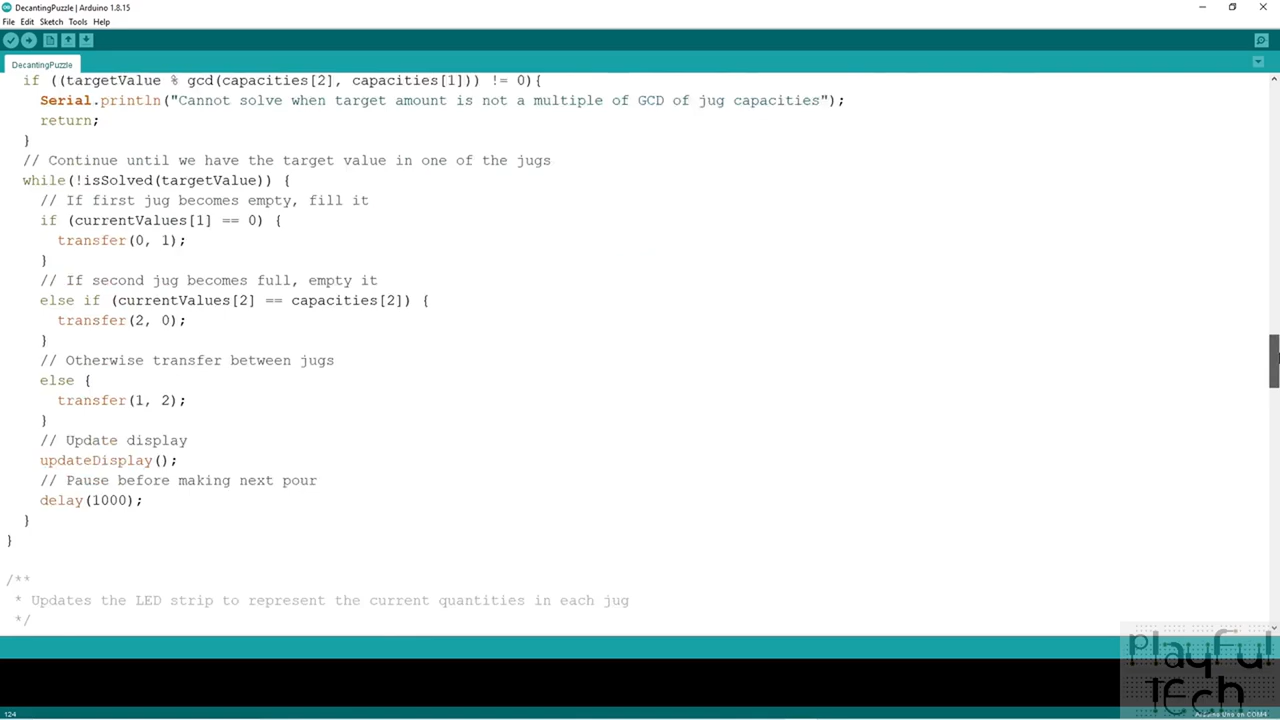 DecantingPuzzle | Arduino 1.8.15
File Edit Sketch Tools Help
DecantingPuzzle
if ((targetValue % gcd(capacities[2], capacities[1])) != 0){
Serial.println("Cannot solve when target amount is not a multiple of GCD of jug capacities");
return;
}
// Continue until we have the target value in one of the jugs
while(!isSolved(targetValue)) {
// If first jug becomes empty, fill it
if (currentValues[1] == 0) {
transfer(0, 1);
}
// If second jug becomes full, empty it
else if (currentValues[2] == capacities[2]) {
transfer(2, 0);
}
// Otherwise transfer between jugs
else {
transfer(1, 2);
}
// Update display
updateDisplay();
// Pause before making next pour
delay(1000);
}
}
/**
* Updates the LED strip to represent the current quantities in each jug
*/
Playful
Tech
124
Arduino Uno on COM4